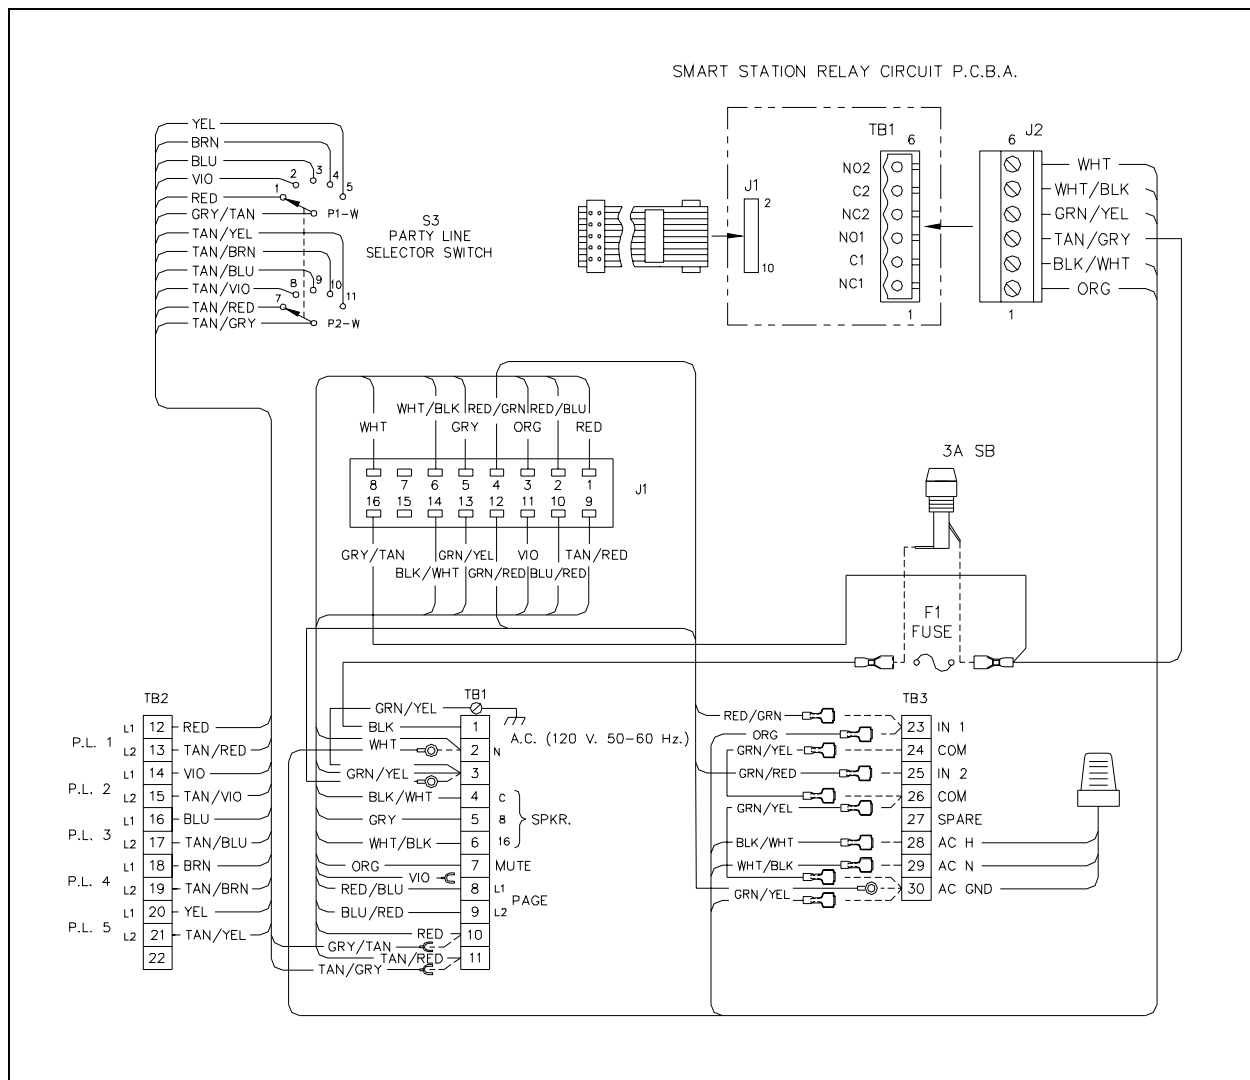 SMART STATION RELAY CIRCUIT P.C.B.A.
YEL
BRN
BLU
VIO
RED
GRY/TAN
TAN/YEL
TAN/BRN
TAN/BLU
TAN/VIO
TAN/RED
TAN/GRY
1 2 3 4 5
P1-W
7 8 9 10 11
P2-W
S3
PARTY LINE
SELECTOR SWITCH
J1
2
10
TB1
6
NO2
C2
NC2
NO1
C1
NC1
1
J2
6
1
WHT
WHT/BLK
GRN/YEL
TAN/GRY
BLK/WHT
ORG
WHT/BLK RED/GRN RED/BLU
WHT GRY ORG RED
8 7 6 5 4 3 2 1
16 15 14 13 12 11 10 9
J1
GRY/TAN GRN/YEL VIO TAN/RED
BLK/WHT GRN/RED BLU/RED
3A SB
F1
FUSE
TB2
P.L. 1
L1 12 RED
L2 13 TAN/RED
P.L. 2
L1 14 VIO
L2 15 TAN/VIO
P.L. 3
L1 16 BLU
L2 17 TAN/BLU
P.L. 4
L1 18 BRN
L2 19 TAN/BRN
P.L. 5
L1 20 YEL
L2 21 TAN/YEL
22
TB1
GRN/YEL
BLK 1
A.C. (120 V. 50-60 Hz.)
WHT 2 N
GRN/YEL 3
BLK/WHT 4 C
GRY 5 8 SPKR.
WHT/BLK 6 16
ORG 7 MUTE
VIO
RED/BLU 8 L1
PAGE
BLU/RED 9 L2
RED 10
GRY/TAN
TAN/RED 11
TAN/GRY
TB3
RED/GRN 23 IN 1
ORG
GRN/YEL 24 COM
GRN/RED 25 IN 2
26 COM
GRN/YEL 27 SPARE
BLK/WHT 28 AC H
WHT/BLK 29 AC N
30 AC GND
GRN/YEL